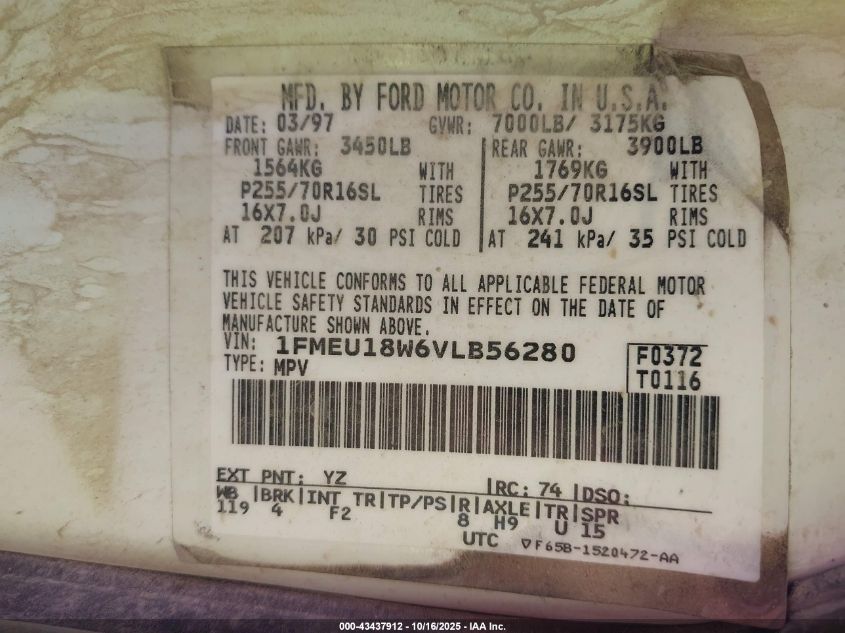 MFD. BY FORD MOTOR CO. IN U.S.A.
DATE: 03/97 GVWR: 7000LB/ 3175KG
FRONT GAWR: 3450LB REAR GAWR: 3900LB
1564KG WITH 1769KG WITH
P255/70R16SL TIRES P255/70R16SL TIRES
16X7.0J RIMS 16X7.0J RIMS
AT 207 kPa/ 30 PSI COLD AT 241 kPa/ 35 PSI COLD
THIS VEHICLE CONFORMS TO ALL APPLICABLE FEDERAL MOTOR
VEHICLE SAFETY STANDARDS IN EFFECT ON THE DATE OF
MANUFACTURE SHOWN ABOVE.
VIN: 1FMEU18W6VLB56280 F0372
TYPE: MPV T0116
EXT PNT: YZ RC: 74 DSO:
WB BRK INT TR TP/PS R AXLE TR SPR
119 4 F2 8 H9 U 15
UTC ▽F65B-1520472-AA
000-43437912 - 10/16/2025 - IAA Inc.